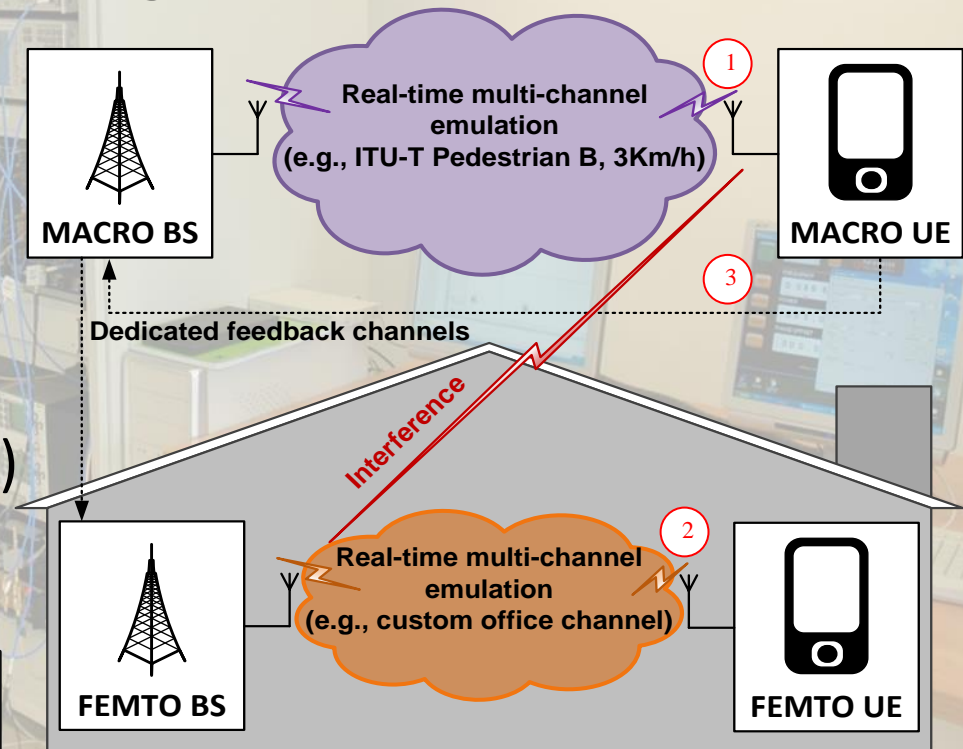 1
Real-time multi-channel
emulation
(e.g., ITU-T Pedestrian B, 3Km/h)
MACRO BS
MACRO UE
3
Dedicated feedback channels
Interference
)
2
Real-time multi-channel
emulation
(e.g., custom office channel)
FEMTO BS
FEMTO UE